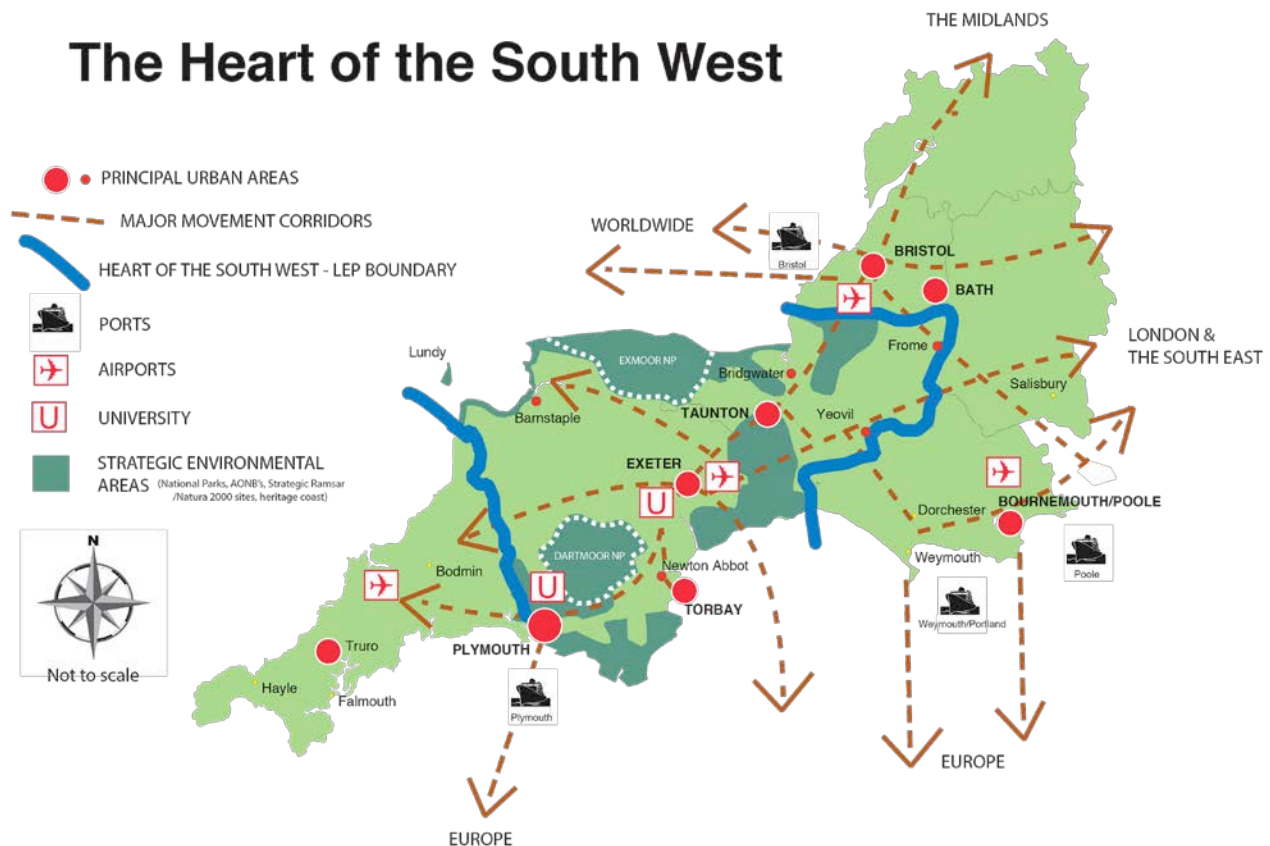 The Heart of the South West
PRINCIPAL URBAN AREAS
MAJOR MOVEMENT CORRIDORS
HEART OF THE SOUTH WEST - LEP BOUNDARY
PORTS
AIRPORTS
U
UNIVERSITY
STRATEGIC ENVIRONMENTAL
AREAS (National Parks, AONB's, Strategic Ramsar
/Natura 2000 sites, heritage coast)
N
Not to scale
THE MIDLANDS
WORLDWIDE
Bristol
BRISTOL
BATH
LONDON &
THE SOUTH EAST
Frome
Salisbury
Lundy
EXMOOR NP
Bridgwater
Barnstaple
TAUNTON
Yeovil
EXETER
U
Dorchester
BOURNEMOUTH/POOLE
DARTMOOR NP
Newton Abbot
Weymouth
Poole
Bodmin
U
TORBAY
Weymouth/Portland
PLYMOUTH
Truro
Hayle
Falmouth
Plymouth
EUROPE
EUROPE